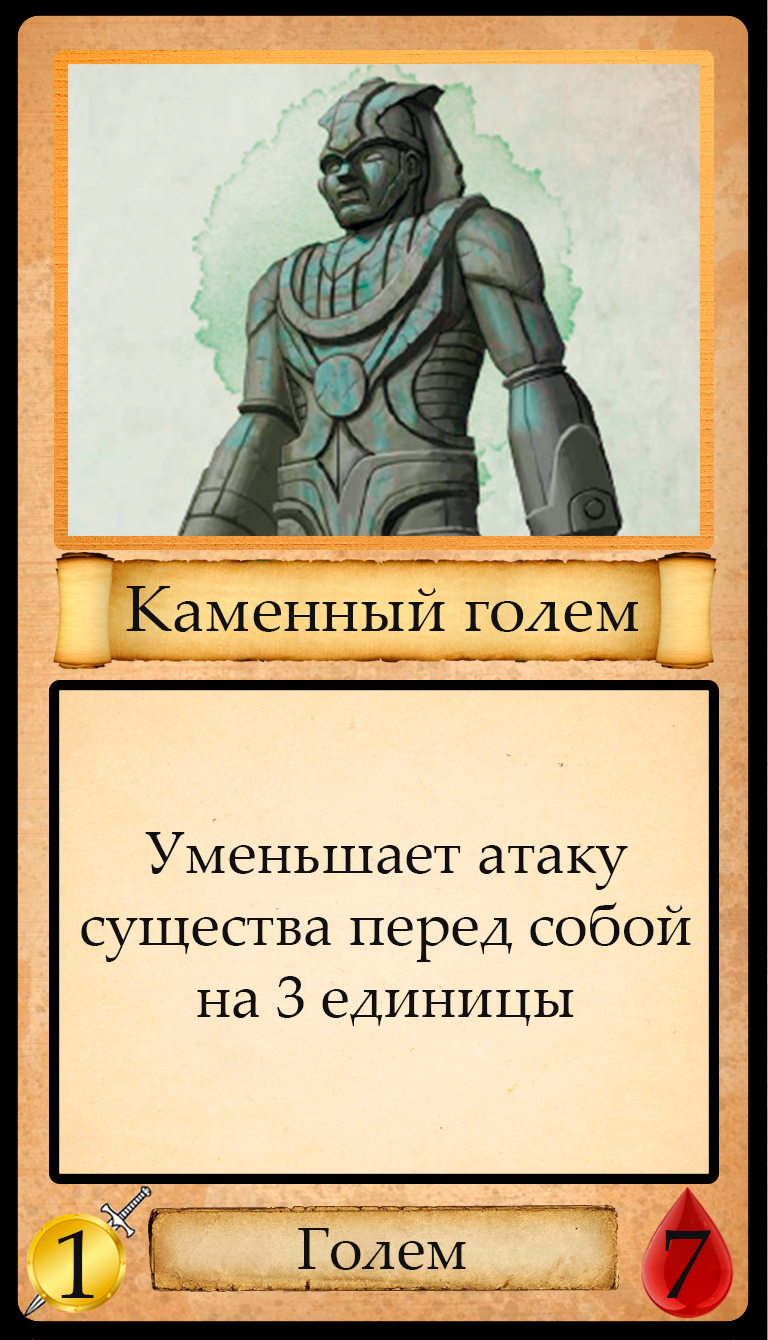 Каменный голем
Уменьшает атаку
существа перед собой
на 3 единицы
1
Голем
7